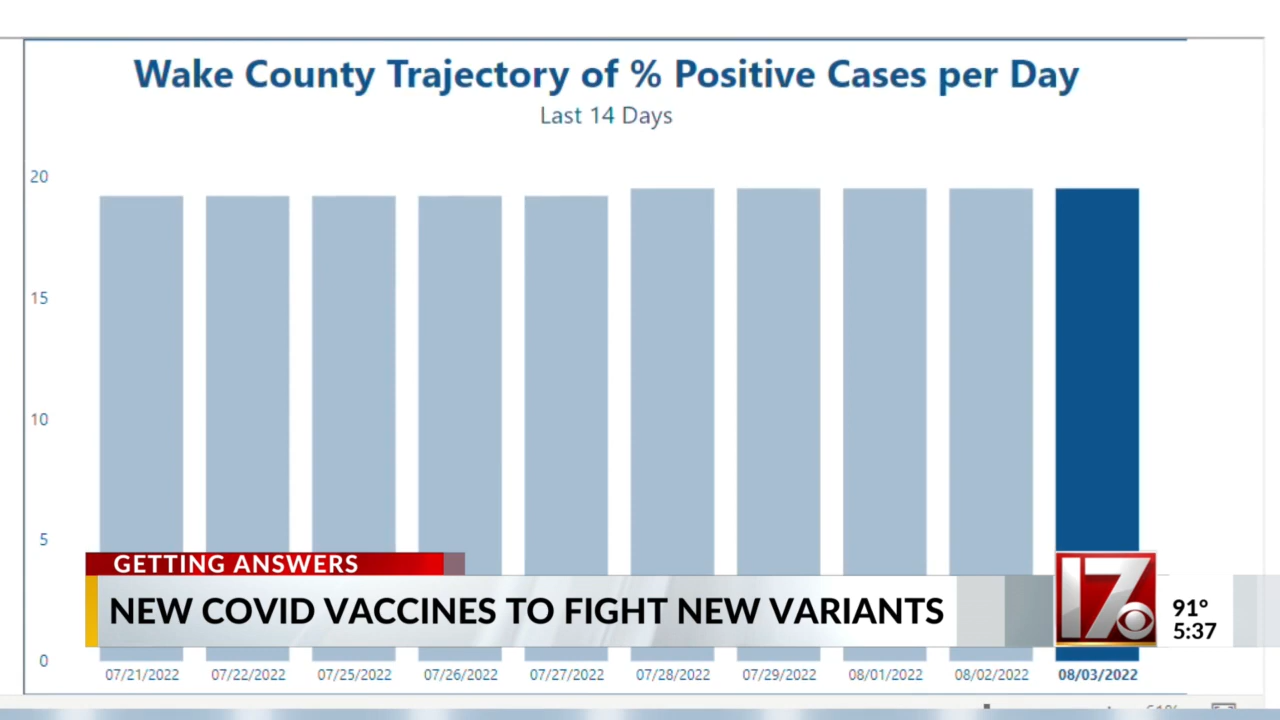 Wake County Trajectory of % Positive Cases per Day
Last 14 Days
20
15
10
5
0
07/21/2022 07/22/2022 07/25/2022 07/26/2022 07/27/2022 07/28/2022 07/29/2022 08/01/2022 08/02/2022 08/03/2022
GETTING ANSWERS
NEW COVID VACCINES TO FIGHT NEW VARIANTS
17
91°
5:37